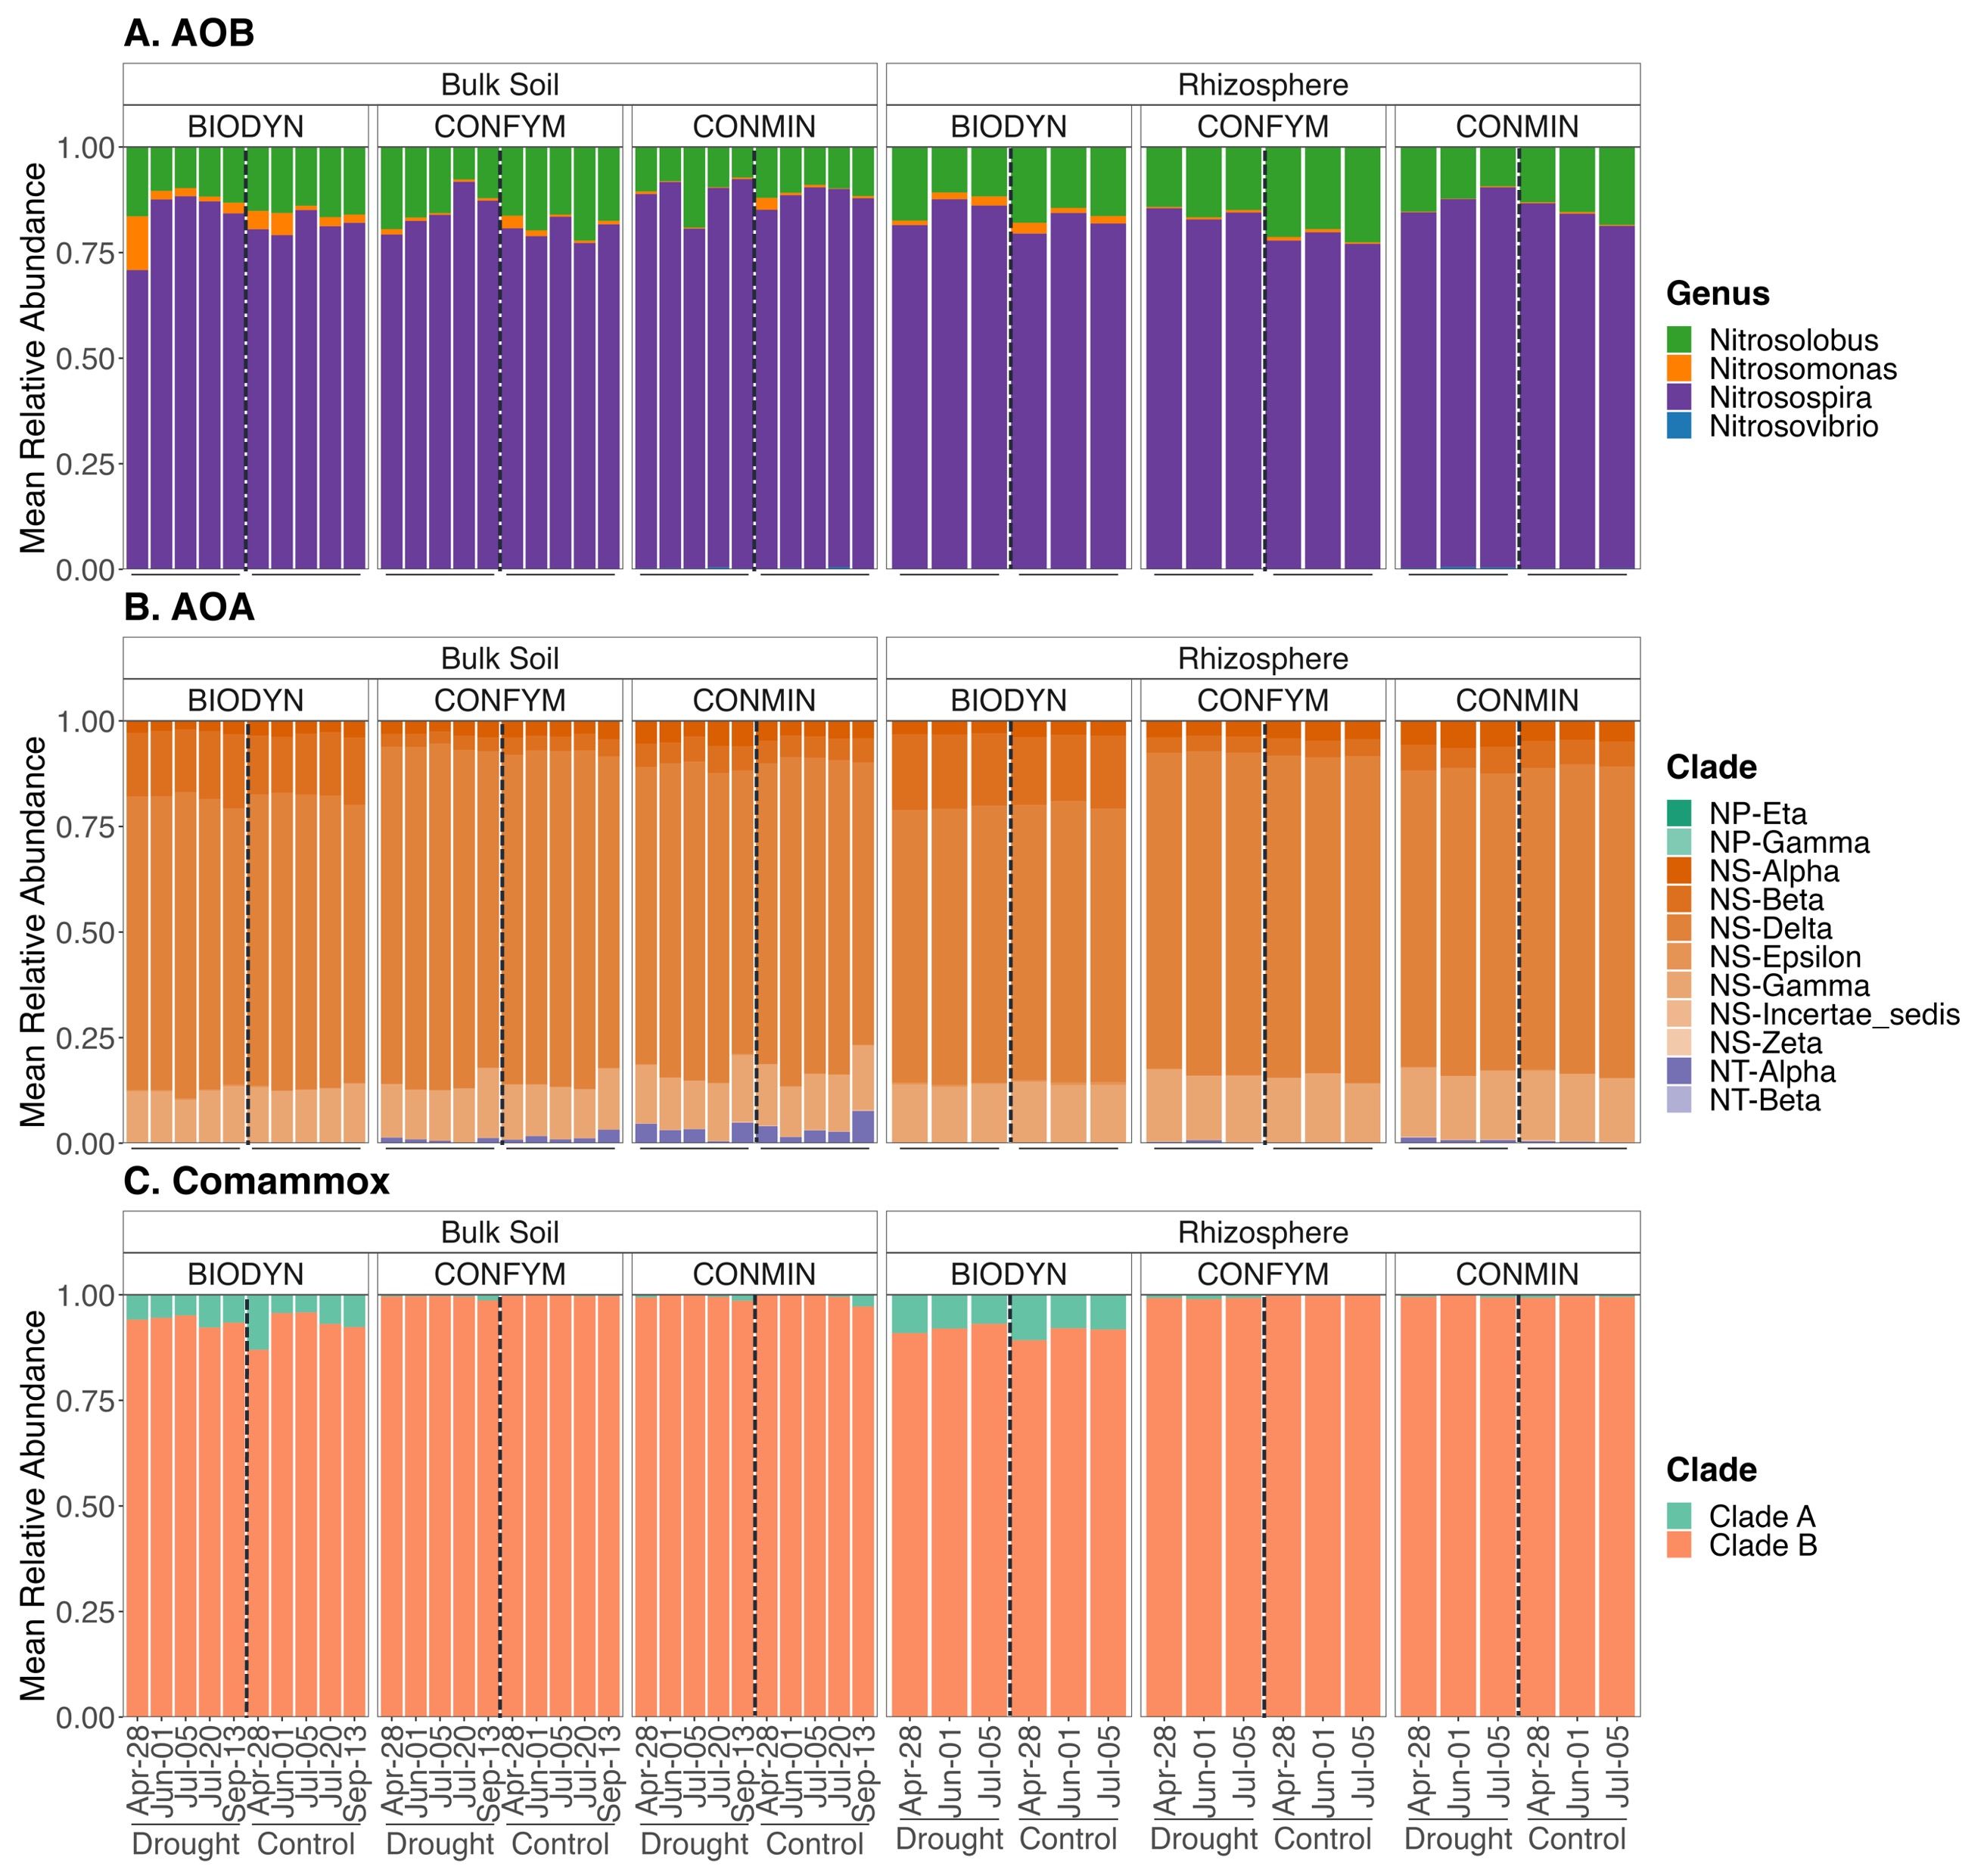 A. AOB
Bulk Soil Rhizosphere
BIODYN CONFYM CONMIN BIODYN CONFYM CONMIN
Mean Relative Abundance
1.00
0.75
0.50
0.25
0.00
Genus
Nitrosolobus
Nitrosomonas
Nitrosospira
Nitrosovibrio
B. AOA
Bulk Soil Rhizosphere
BIODYN CONFYM CONMIN BIODYN CONFYM CONMIN
Mean Relative Abundance
1.00
0.75
0.50
0.25
0.00
Clade
NP-Eta
NP-Gamma
NS-Alpha
NS-Beta
NS-Delta
NS-Epsilon
NS-Gamma
NS-Incertae_sedis
NS-Zeta
NT-Alpha
NT-Beta
C. Comammox
Bulk Soil Rhizosphere
BIODYN CONFYM CONMIN BIODYN CONFYM CONMIN
Mean Relative Abundance
1.00
0.75
0.50
0.25
0.00
Clade
Clade A
Clade B
Apr-28 Jun-01 Jul-05 Jul-20 Sep-13 Apr-28 Jun-01 Jul-05 Jul-20 Sep-13 Apr-28 Jun-01 Jul-05 Jul-20 Sep-13 Apr-28 Jun-01 Jul-05 Jul-20 Sep-13 Apr-28 Jun-01 Jul-05 Jul-20 Sep-13 Apr-28 Jun-01 Jul-05 Jul-20 Sep-13 Apr-28 Jun-01 Jul-05 Apr-28 Jun-01 Jul-05 Apr-28 Jun-01 Jul-05 Apr-28 Jun-01 Jul-05 Apr-28 Jun-01 Jul-05 Apr-28 Jun-01 Jul-05
Drought Control Drought Control Drought Control Drought Control Drought Control Drought Control